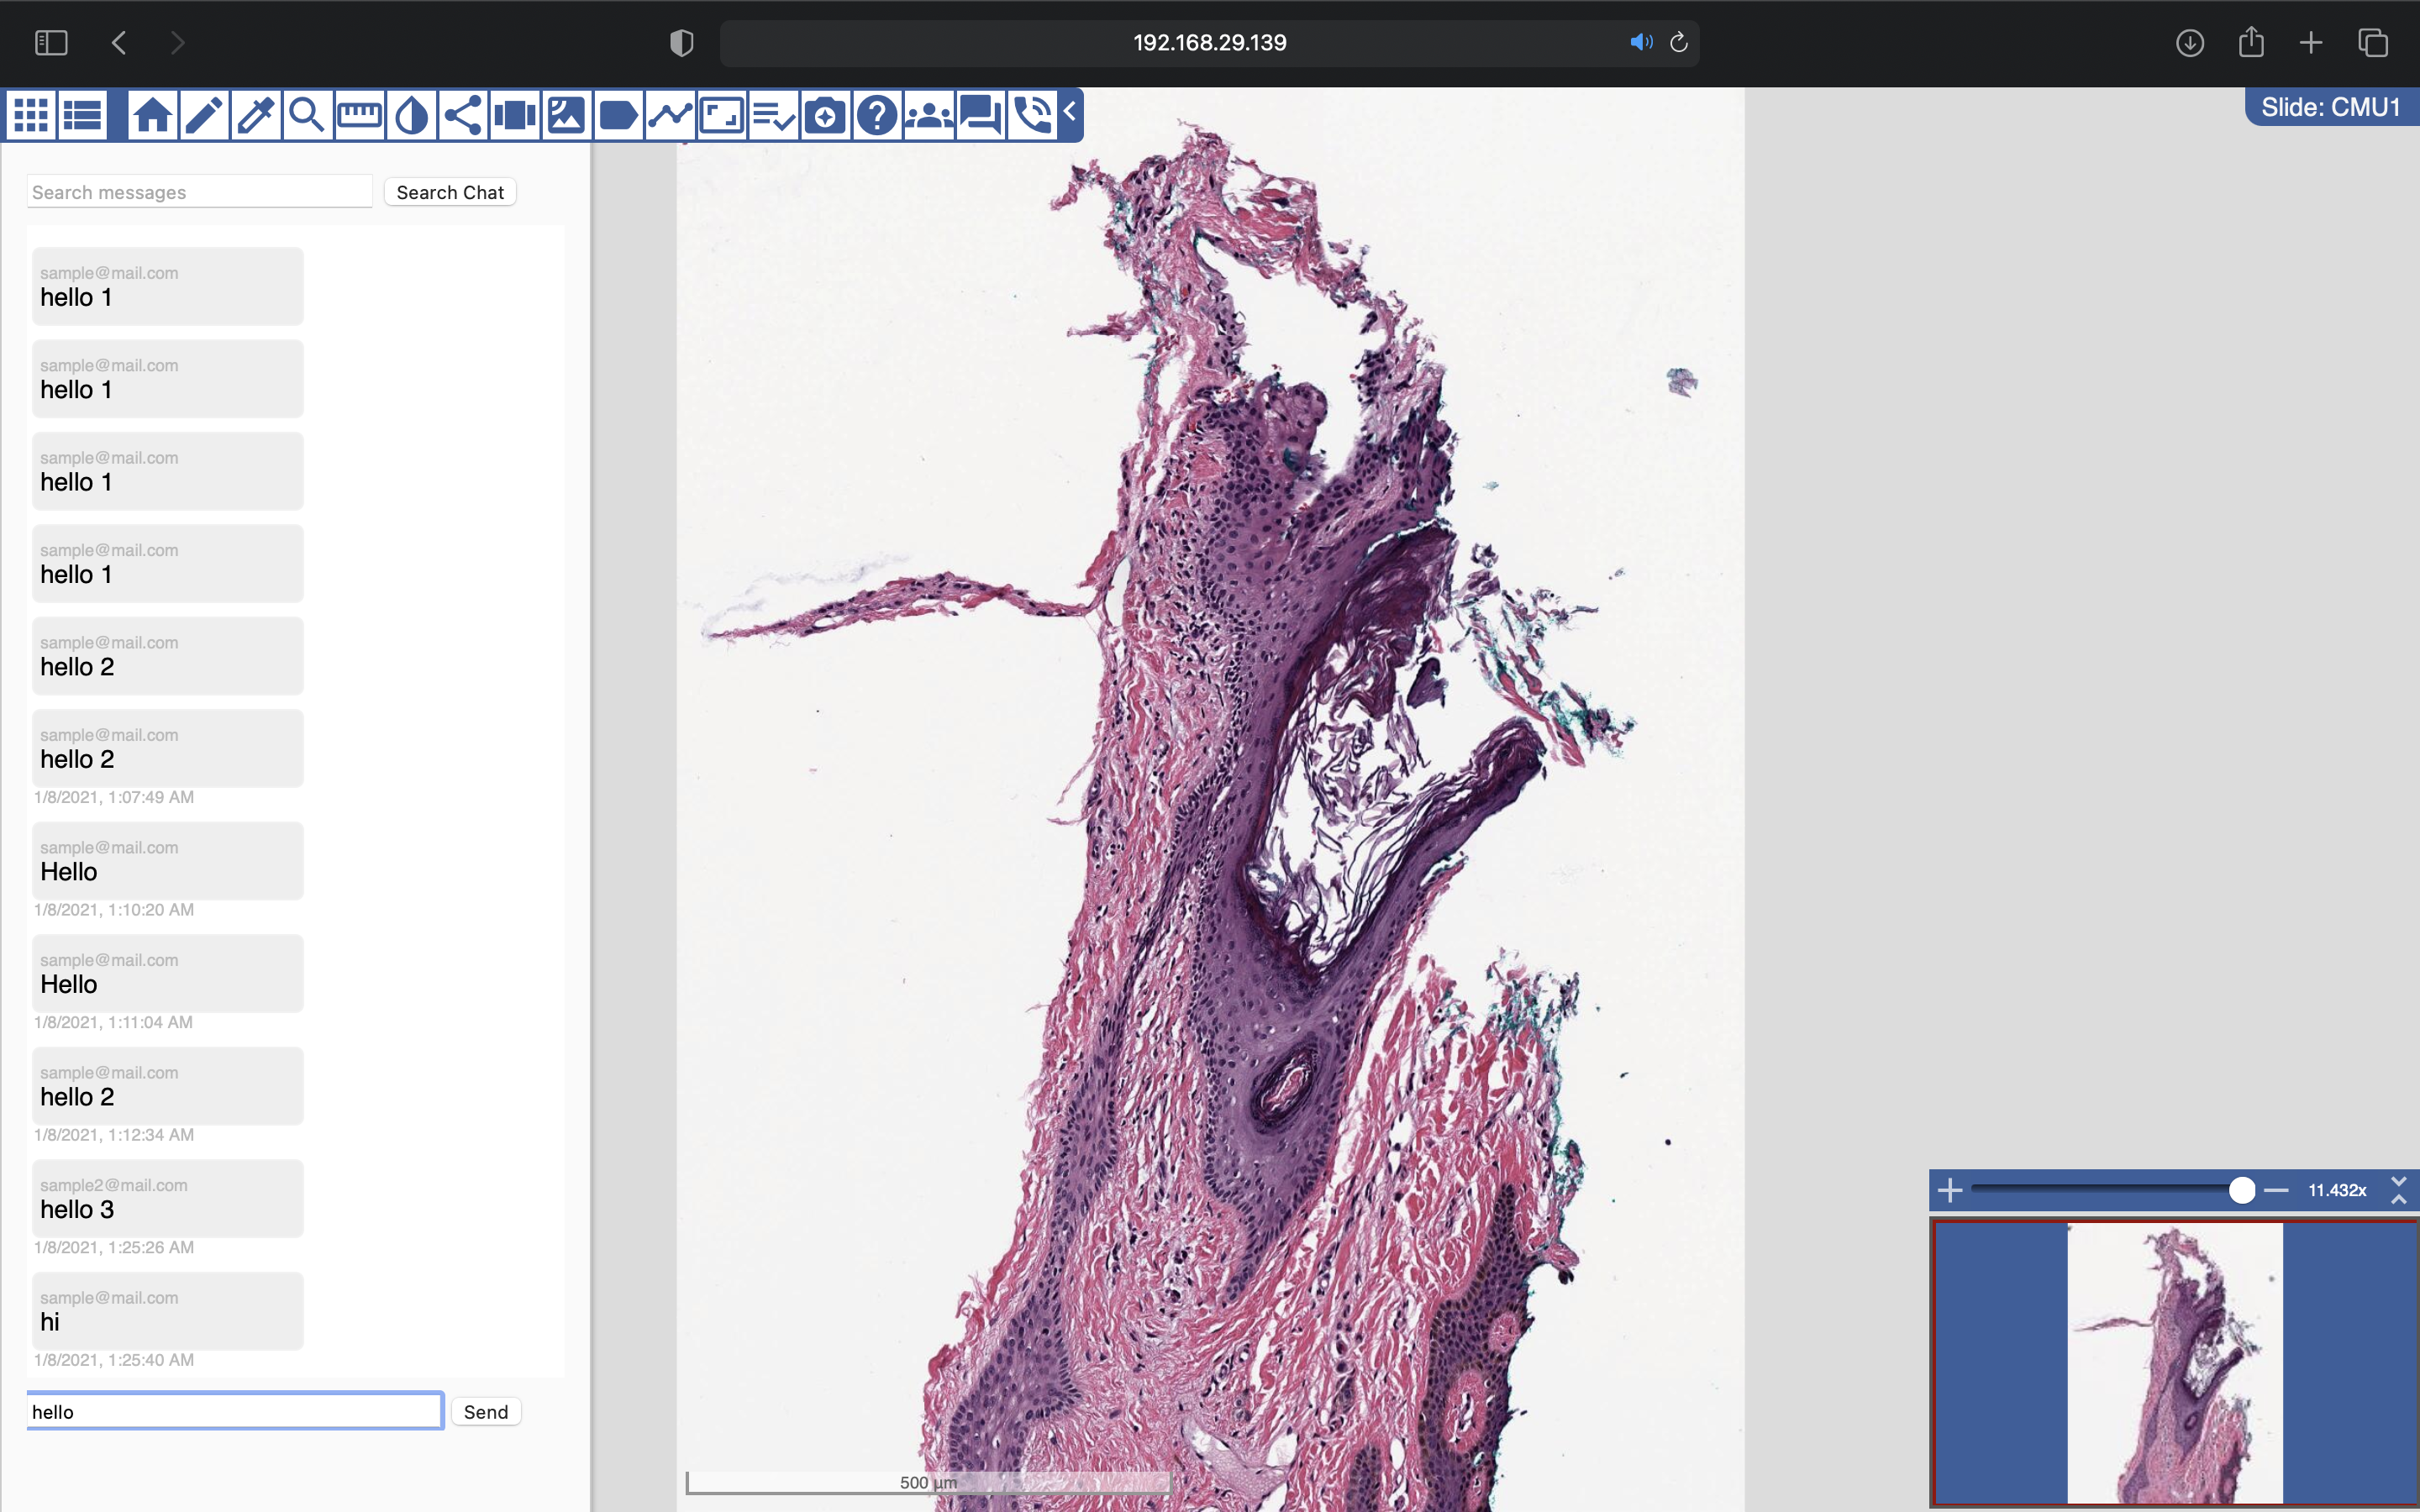 192.168.29.139
Slide: CMU1
Search messages
Search Chat
sample@mail.com
hello 1
sample@mail.com
hello 1
sample@mail.com
hello 1
sample@mail.com
hello 1
sample@mail.com
hello 2
sample@mail.com
hello 2
1/8/2021, 1:07:49 AM
sample@mail.com
Hello
1/8/2021, 1:10:20 AM
sample@mail.com
Hello
1/8/2021, 1:11:04 AM
sample@mail.com
hello 2
1/8/2021, 1:12:34 AM
sample2@mail.com
hello 3
1/8/2021, 1:25:26 AM
sample@mail.com
hi
1/8/2021, 1:25:40 AM
hello
Send
500 μm
11.432x